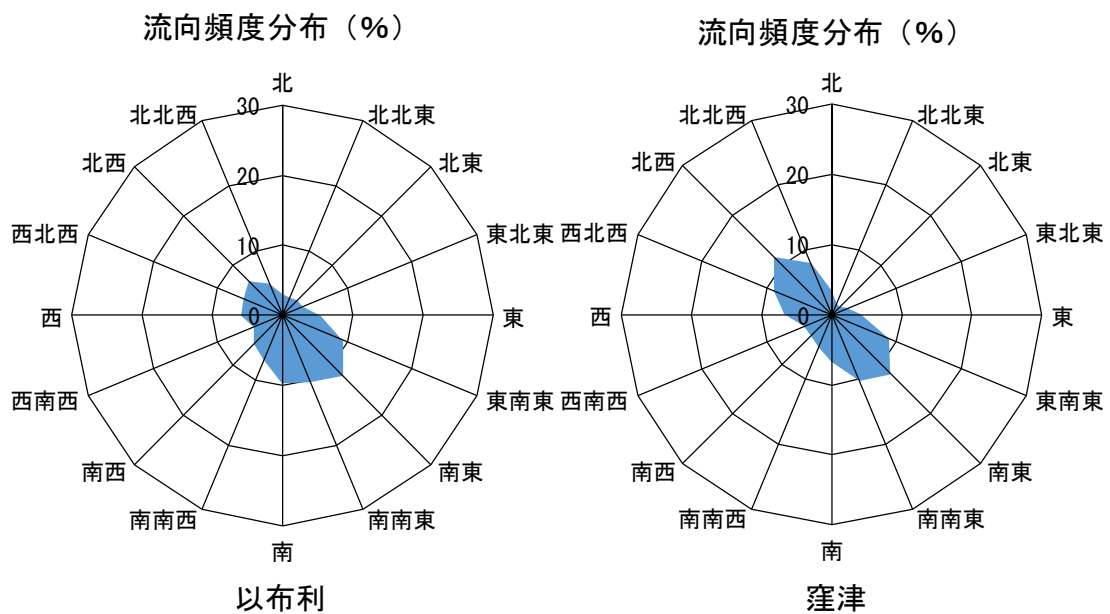 流向頻度分布（%）
北
北北東
北東
東北東
東
東南東
南東
南南東
南
南南西
南西
西南西
西
西北西
北西
北北西
30
20
10
0
以布利
流向頻度分布（%）
北
北北東
北東
東北東
東
東南東
南東
南南東
南
南南西
南西
西南西
西
西北西
北西
北北西
30
20
10
0
窪津